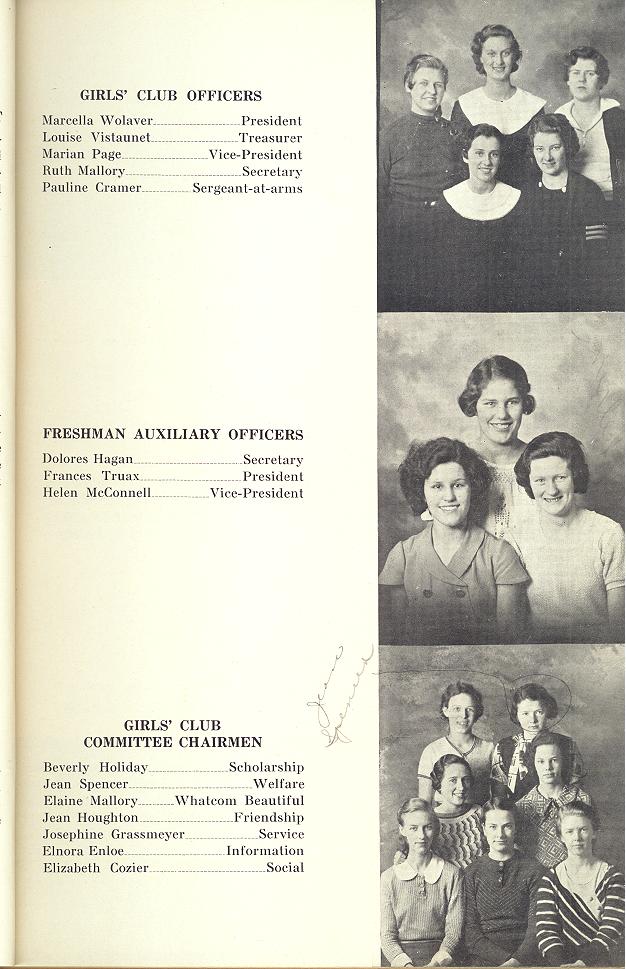 GIRLS' CLUB OFFICERS
Marcella Wolaver President
Louise Vistaunet Treasurer
Marian Page Vice-President
Ruth Mallory Secretary
Pauline Cramer Sergeant-at-arms
FRESHMAN AUXILIARY OFFICERS
Dolores Hagan Secretary
Frances Truax President
Helen McConnell Vice-President
Jean
Spencer
GIRLS' CLUB
COMMITTEE CHAIRMEN
Beverly Holiday Scholarship
Jean Spencer Welfare
Elaine Mallory Whatcom Beautiful
Jean Houghton Friendship
Josephine Grassmeyer Service
Elnora Enloe Information
Elizabeth Cozier Social